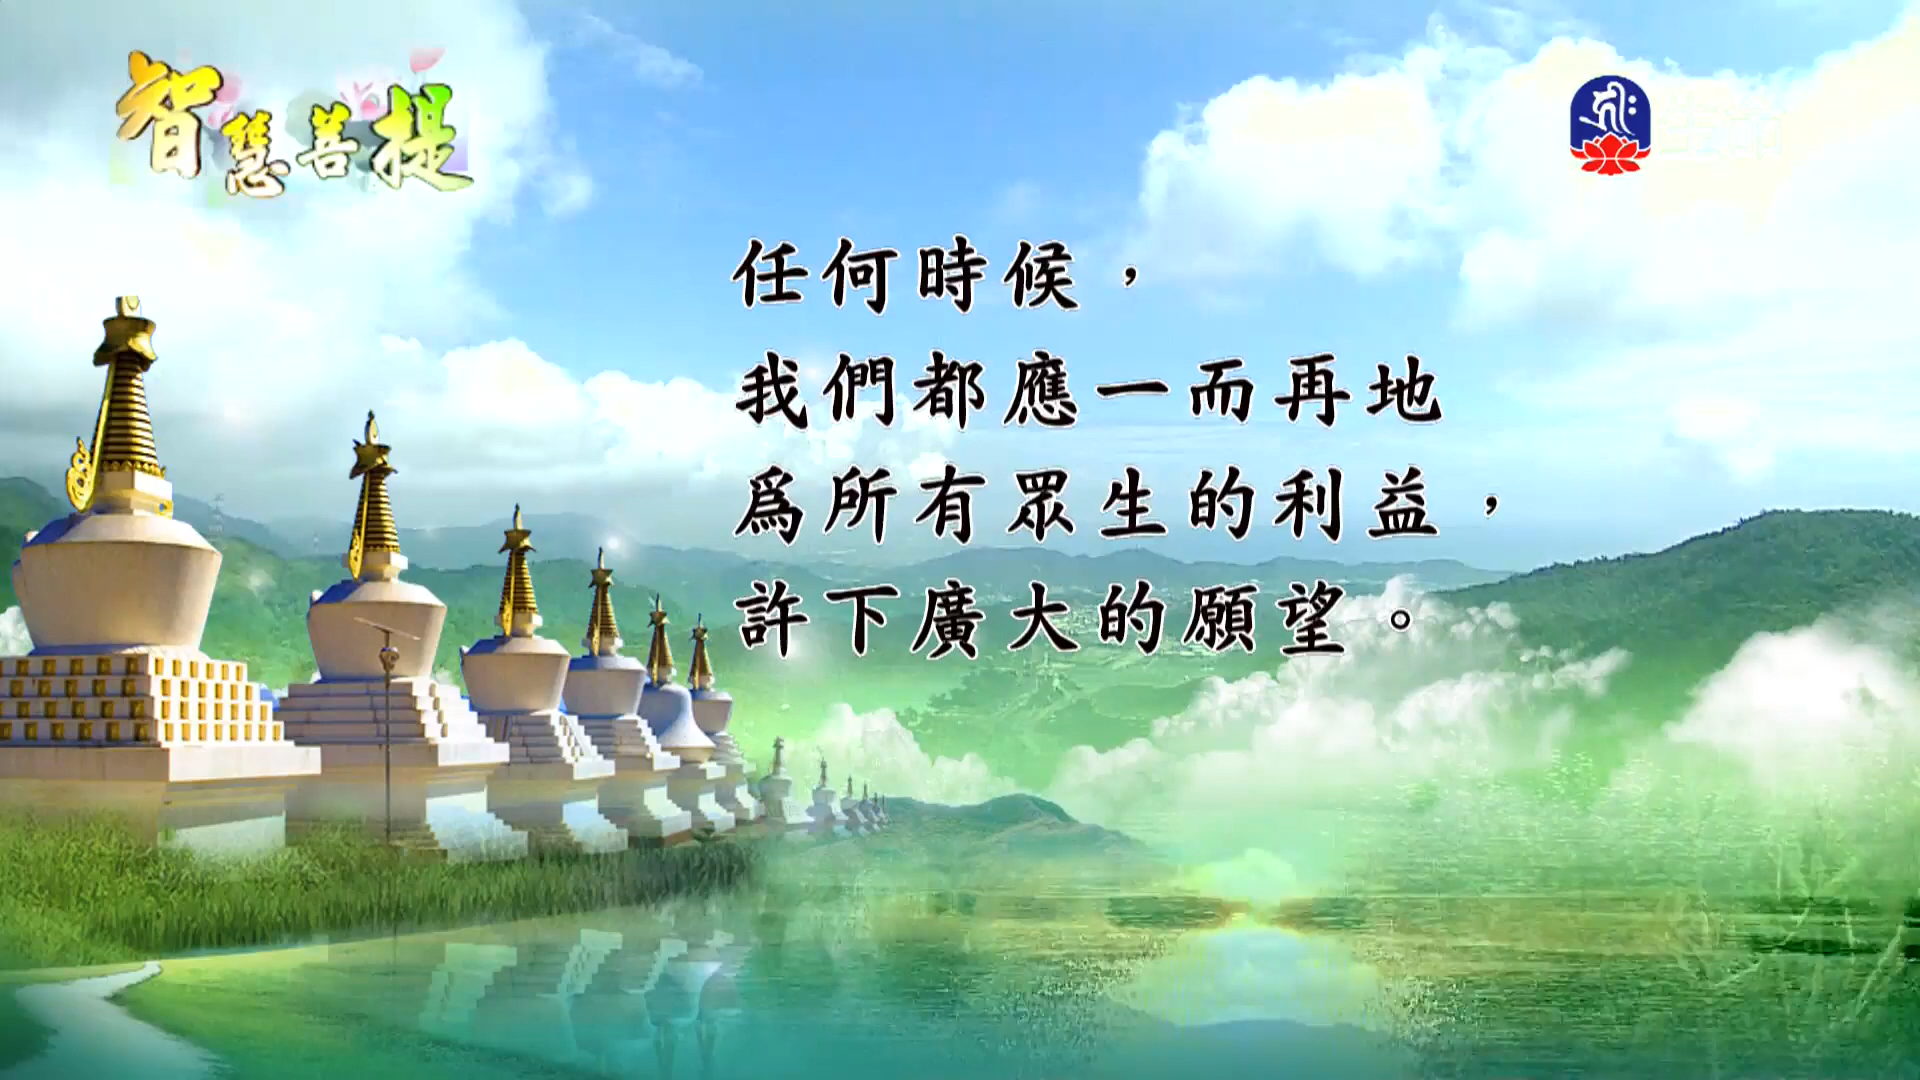 智慧菩提
任何時候，
我們都應一而再地
為所有眾生的利益，
許下廣大的願望。